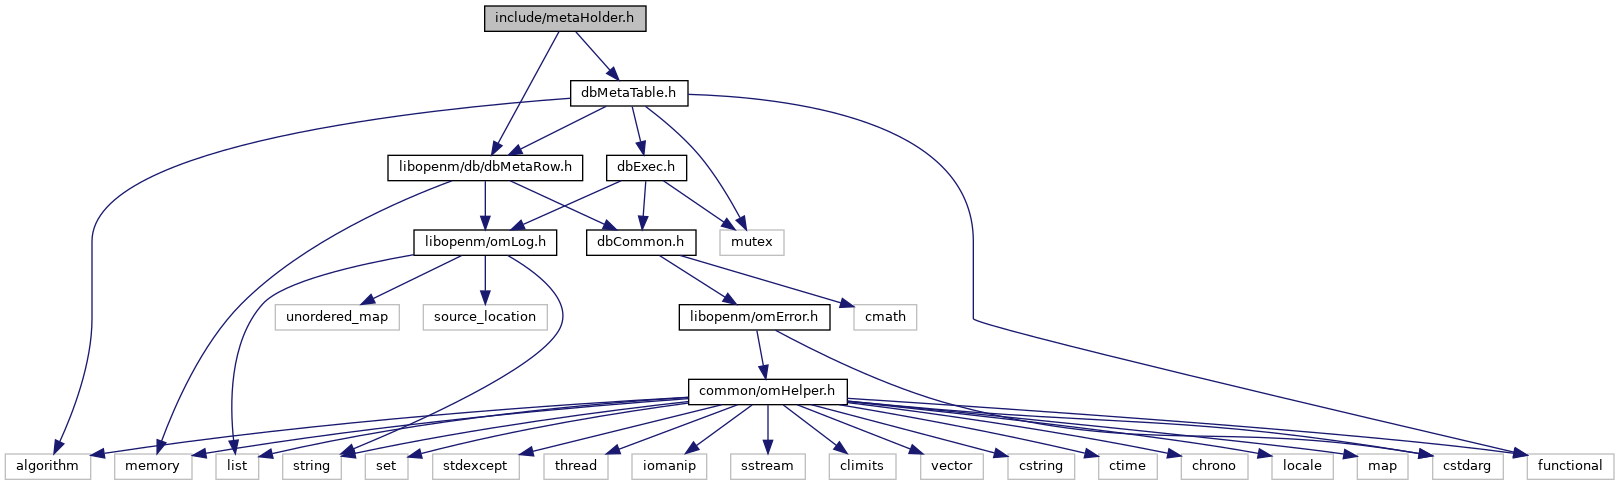 include/metaHolder.h
dbMetaTable.h
libopenm/db/dbMetaRow.h
dbExec.h
libopenm/omLog.h
dbCommon.h
mutex
unordered_map
source_location
libopenm/omError.h
cmath
common/omHelper.h
algorithm
memory
list
string
set
stdexcept
thread
iomanip
sstream
climits
vector
cstring
ctime
chrono
locale
map
cstdarg
functional